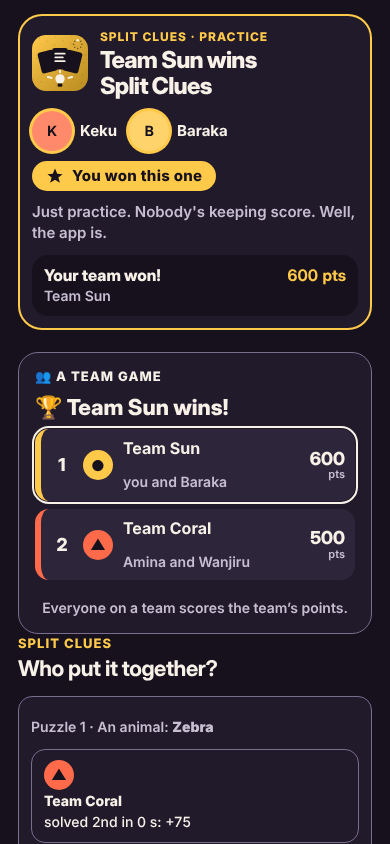 SPLIT CLUES · PRACTICE
Team Sun wins
Split Clues
K
Keku
B
Baraka
You won this one
Just practice. Nobody's keeping score. Well,
the app is.
Your team won!
600 pts
Team Sun
A TEAM GAME
Team Sun wins!
1
Team Sun
you and Baraka
600
pts
2
Team Coral
Amina and Wanjiru
500
pts
Everyone on a team scores the team’s points.
SPLIT CLUES
Who put it together?
Puzzle 1 · An animal: Zebra
Team Coral
solved 2nd in 0 s: +75